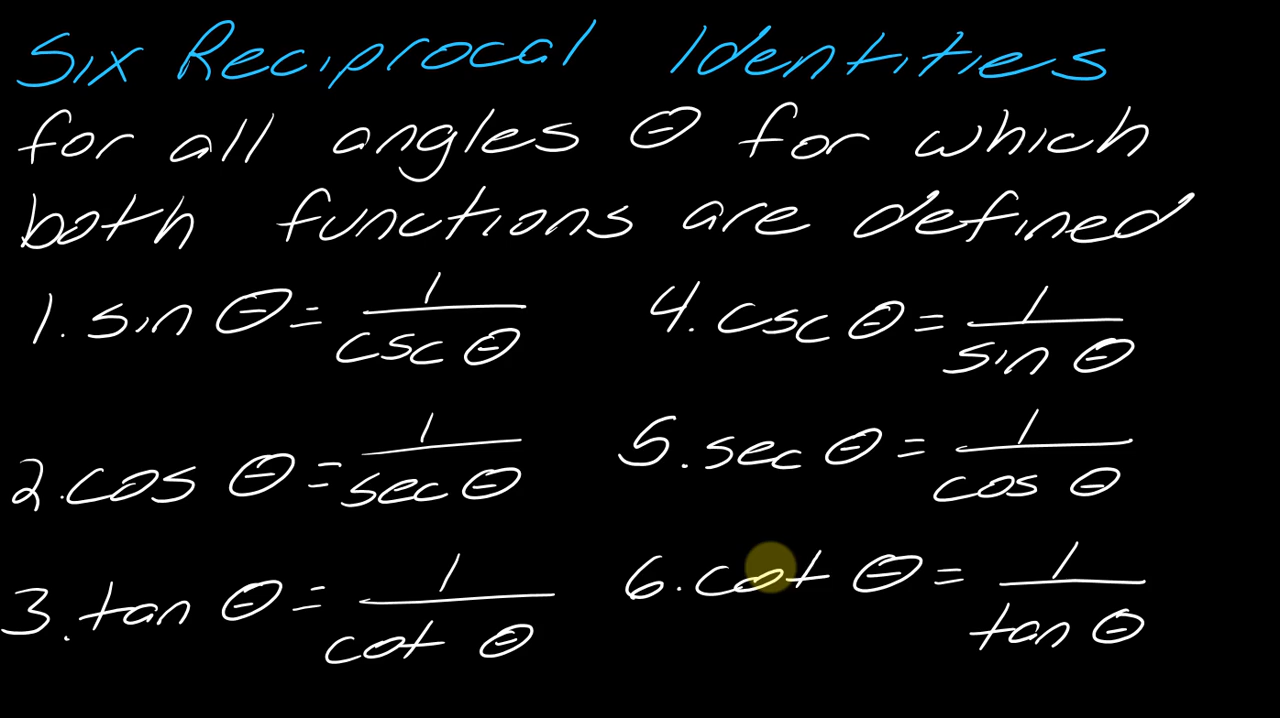 Six Reciprocal Identities
for all angles θ for which
both functions are defined
1. sin θ = 1/csc θ
4. csc θ = 1/sin θ
2. cos θ = 1/sec θ
5. sec θ = 1/cos θ
3. tan θ = 1/cot θ
6. cot θ = 1/tan θ